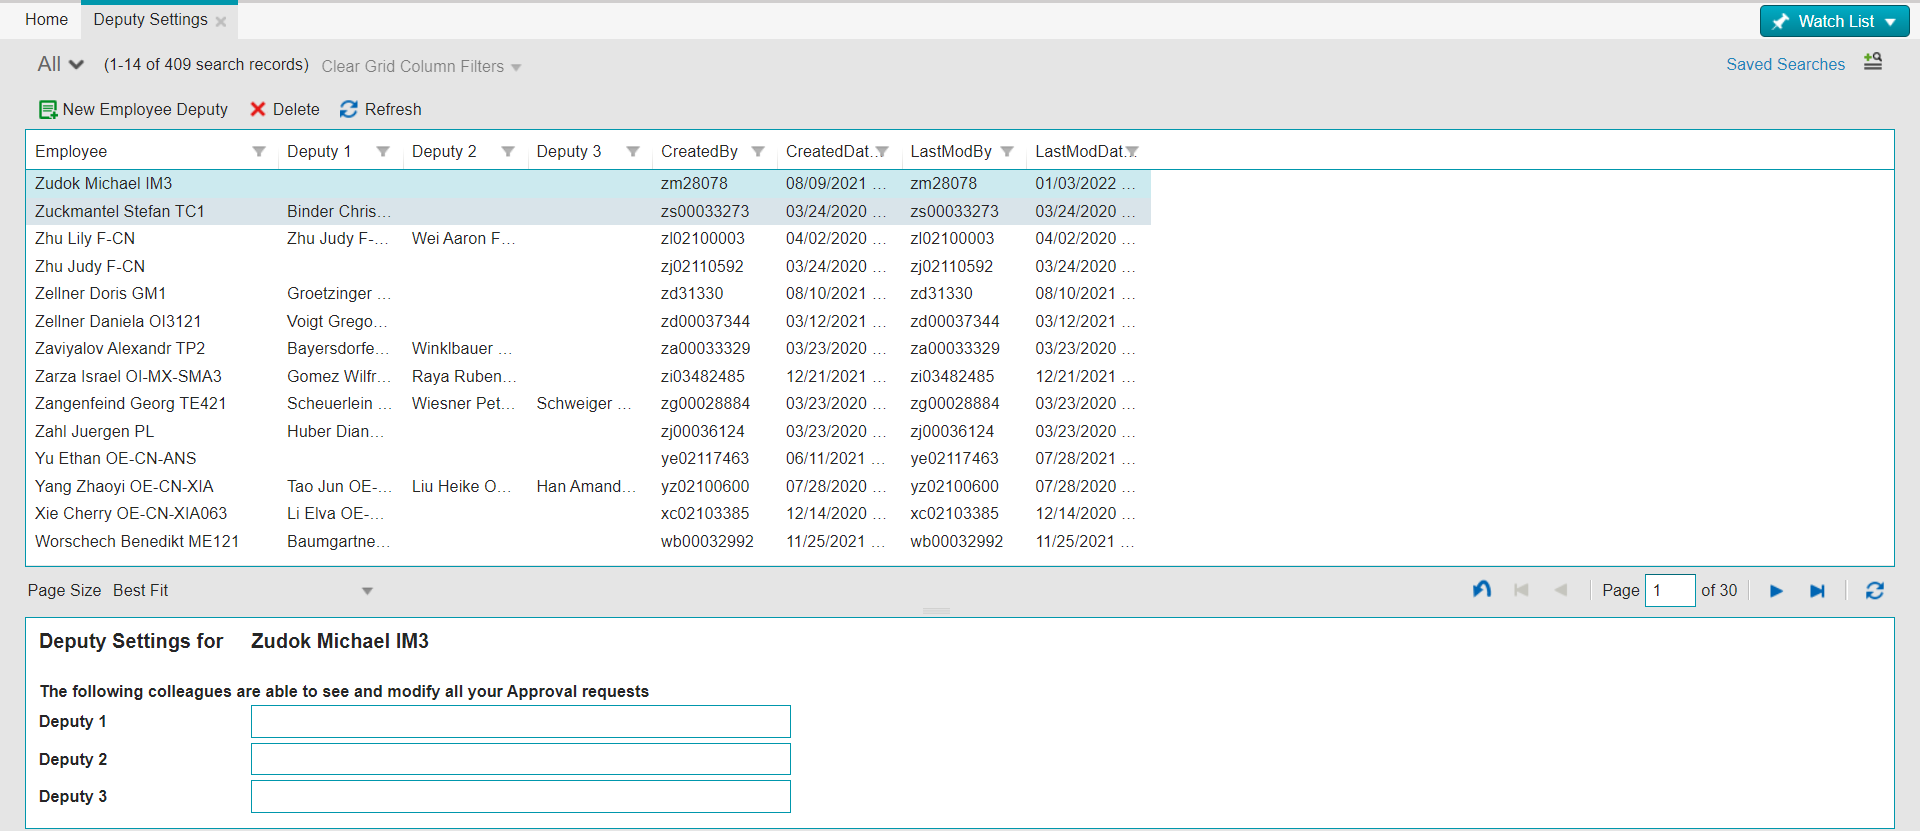 Home Deputy Settings Watch List
All (1-14 of 409 search records) Clear Grid Column Filters Saved Searches
New Employee Deputy Delete Refresh
Employee Deputy 1 Deputy 2 Deputy 3 CreatedBy CreatedDat... LastModBy LastModDat...
Zudok Michael IM3 zm28078 08/09/2021 ... zm28078 01/03/2022 ...
Zuckmantel Stefan TC1 Binder Chris... zs00033273 03/24/2020 ... zs00033273 03/24/2020 ...
Zhu Lily F-CN Zhu Judy F-... Wei Aaron F... zl02100003 04/02/2020 ... zl02100003 04/02/2020 ...
Zhu Judy F-CN zj02110592 03/24/2020 ... zj02110592 03/24/2020 ...
Zellner Doris GM1 Groetzinger ... zd31330 08/10/2021 ... zd31330 08/10/2021 ...
Zellner Daniela OI3121 Voigt Grego... zd00037344 03/12/2021 ... zd00037344 03/12/2021 ...
Zaviyalov Alexandr TP2 Bayersdorfe... Winklbauer ... za00033329 03/23/2020 ... za00033329 03/23/2020 ...
Zarza Israel OI-MX-SMA3 Gomez Wilfr... Raya Ruben... zi03482485 12/21/2021 ... zi03482485 12/21/2021 ...
Zangenfeind Georg TE421 Scheuerlein ... Wiesner Pet... Schweiger ... zg00028884 03/23/2020 ... zg00028884 03/23/2020 ...
Zahl Juergen PL Huber Dian... zj00036124 03/23/2020 ... zj00036124 03/23/2020 ...
Yu Ethan OE-CN-ANS ye02117463 06/11/2021 ... ye02117463 07/28/2021 ...
Yang Zhaoyi OE-CN-XIA Tao Jun OE-... Liu Heike O... Han Amand... yz02100600 07/28/2020 ... yz02100600 07/28/2020 ...
Xie Cherry OE-CN-XIA063 Li Elva OE-... xc02103385 12/14/2020 ... xc02103385 12/14/2020 ...
Worschech Benedikt ME121 Baumgartne... wb00032992 11/25/2021 ... wb00032992 11/25/2021 ...
Page Size Best Fit Page 1 of 30
Deputy Settings for Zudok Michael IM3
The following colleagues are able to see and modify all your Approval requests
Deputy 1
Deputy 2
Deputy 3